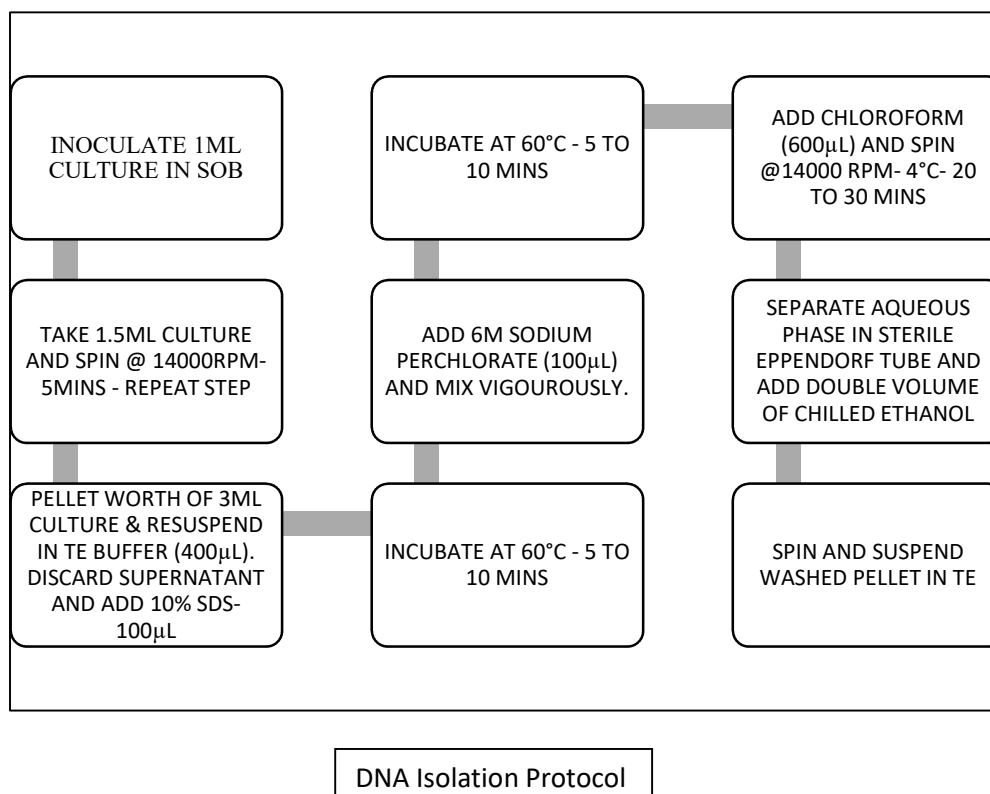 INOCULATE 1ML
CULTURE IN SOB
TAKE 1.5ML CULTURE
AND SPIN @ 14000RPM-
5MINS - REPEAT STEP
PELLET WORTH OF 3ML
CULTURE & RESUSPEND
IN TE BUFFER (400µL).
DISCARD SUPERNATANT
AND ADD 10% SDS-
100µL
INCUBATE AT 60°C - 5 TO
10 MINS
ADD 6M SODIUM
PERCHLORATE (100µL)
AND MIX VIGOUROUSLY.
INCUBATE AT 60°C - 5 TO
10 MINS
ADD CHLOROFORM
(600µL) AND SPIN
@14000 RPM- 4°C- 20
TO 30 MINS
SEPARATE AQUEOUS
PHASE IN STERILE
EPPENDORF TUBE AND
ADD DOUBLE VOLUME
OF CHILLED ETHANOL
SPIN AND SUSPEND
WASHED PELLET IN TE
DNA Isolation Protocol